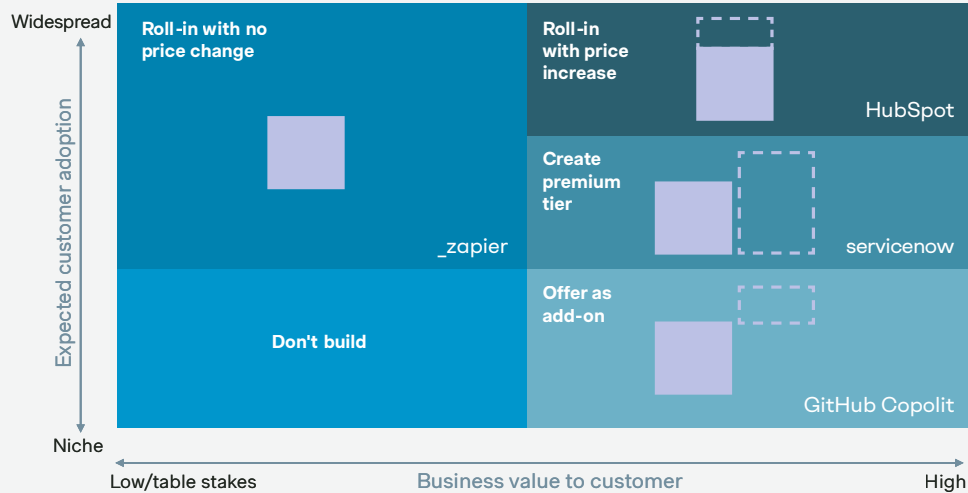 Widespread
Expected customer adoption
Niche
Roll-in with no
price change
_zapier
Roll-in
with price
increase
HubSpot
Create
premium
tier
servicenow
Don't build
Offer as
add-on
GitHub Copolit
Low/table stakes
Business value to customer
High